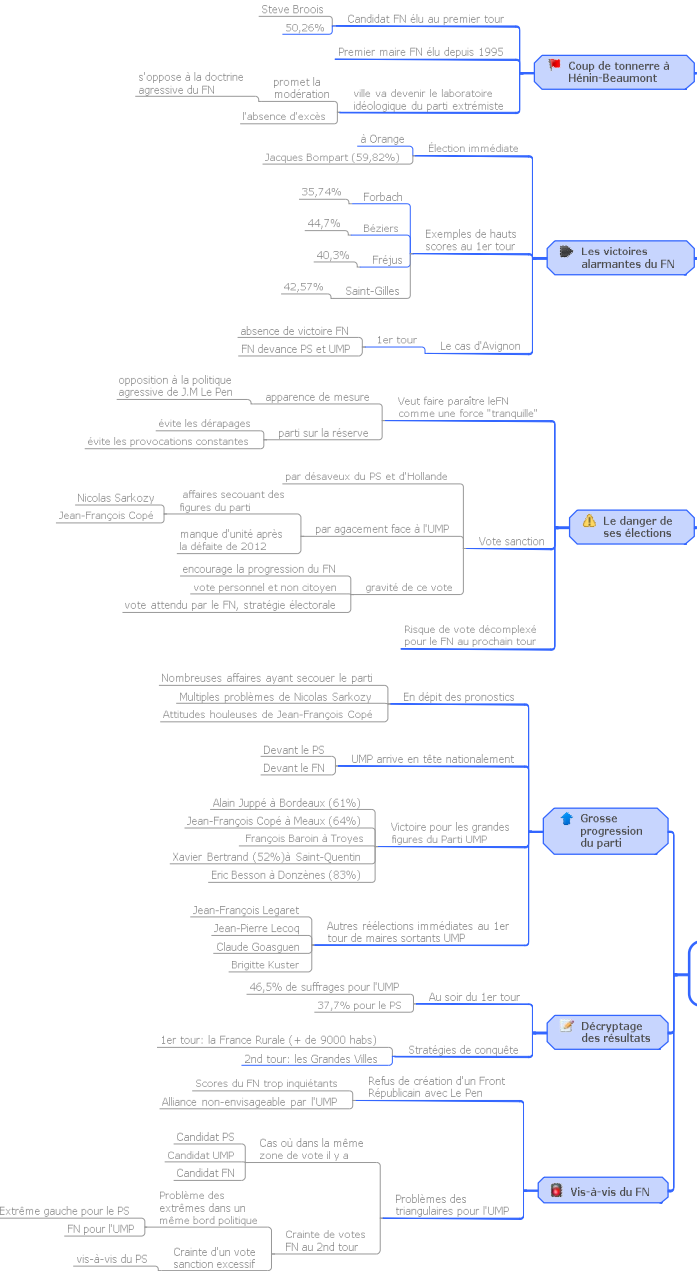 Coup de tonnerre à
Hénin-Beaumont
Candidat FN élu au premier tour
Steve Broois
50,26%
Premier maire FN élu depuis 1995
ville va devenir le laboratoire
idéologique du parti extrémiste
promet la
modération
s'oppose à la doctrine
agressive du FN
l'absence d'excès
Les victoires
alarmantes du FN
Élection immédiate
à Orange
Jacques Bompart (59,82%)
Exemples de hauts
scores au 1er tour
Forbach
35,74%
Béziers
44,7%
Fréjus
40,3%
Saint-Gilles
42,57%
Le cas d'Avignon
1er tour
absence de victoire FN
FN devance PS et UMP
Le danger de
ses élections
Veut faire paraître leFN
comme une force "tranquille"
apparence de mesure
opposition à la politique
agressive de J.M Le Pen
parti sur la réserve
évite les dérapages
évite les provocations constantes
Vote sanction
par désaveux du PS et d'Hollande
par agacement face à l'UMP
affaires secouant des
figures du parti
Nicolas Sarkozy
Jean-François Copé
manque d'unité après
la défaite de 2012
gravité de ce vote
encourage la progression du FN
vote personnel et non citoyen
vote attendu par le FN, stratégie électorale
Risque de vote décomplexé
pour le FN au prochain tour
Grosse
progression
du parti
En dépit des pronostics
Nombreuses affaires ayant secouer le parti
Multiples problèmes de Nicolas Sarkozy
Attitudes houleuses de Jean-François Copé
UMP arrive en tête nationalement
Devant le PS
Devant le FN
Victoire pour les grandes
figures du Parti UMP
Alain Juppé à Bordeaux (61%)
Jean-François Copé à Meaux (64%)
François Baroin à Troyes
Xavier Bertrand (52%)à Saint-Quentin
Eric Besson à Donzènes (83%)
Autres réélections immédiates au 1er
tour de maires sortants UMP
Jean-François Legaret
Jean-Pierre Lecoq
Claude Goasguen
Brigitte Kuster
Décryptage
des résultats
Au soir du 1er tour
46,5% de suffrages pour l'UMP
37,7% pour le PS
Stratégies de conquête
1er tour: la France Rurale (+ de 9000 habs)
2nd tour: les Grandes Villes
Vis-à-vis du FN
Refus de création d'un Front
Républicain avec Le Pen
Scores du FN trop inquiétants
Alliance non-envisageable par l'UMP
Problèmes des
triangulaires pour l'UMP
Cas où dans la même
zone de vote il y a
Candidat PS
Candidat UMP
Candidat FN
Crainte de votes
FN au 2nd tour
Problème des
extrêmes dans un
même bord politique
Extrême gauche pour le PS
FN pour l'UMP
Crainte d'un vote
sanction excessif
vis-à-vis du PS